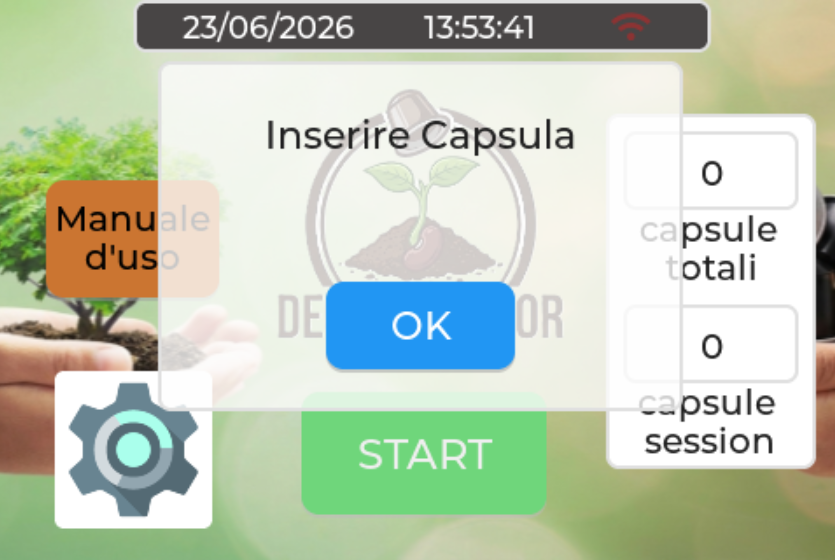 23/06/2026 13:53:41
Inserire Capsula
0
capsule
totali
Manuale
d'uso
OK
0
capsule
session
START